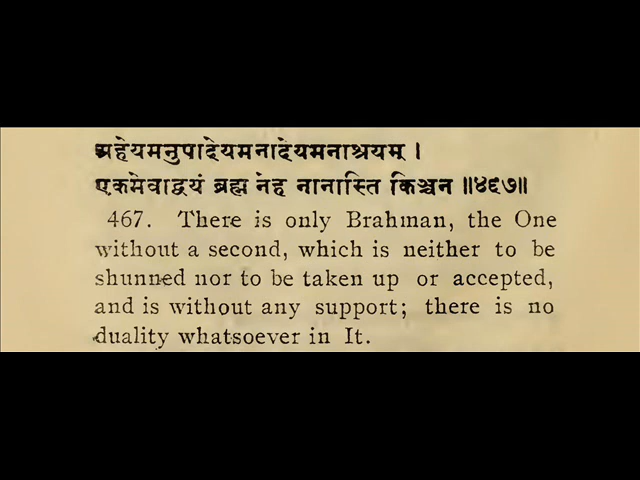 अहेयमनुपादेयमनादेयमनाश्रयम् ।
एकमेवाद्वयं ब्रह्म नेह नानास्ति किञ्चन ॥४६७॥
467. There is only Brahman, the One
without a second, which is neither to be
shunned nor to be taken up or accepted,
and is without any support; there is no
duality whatsoever in It.